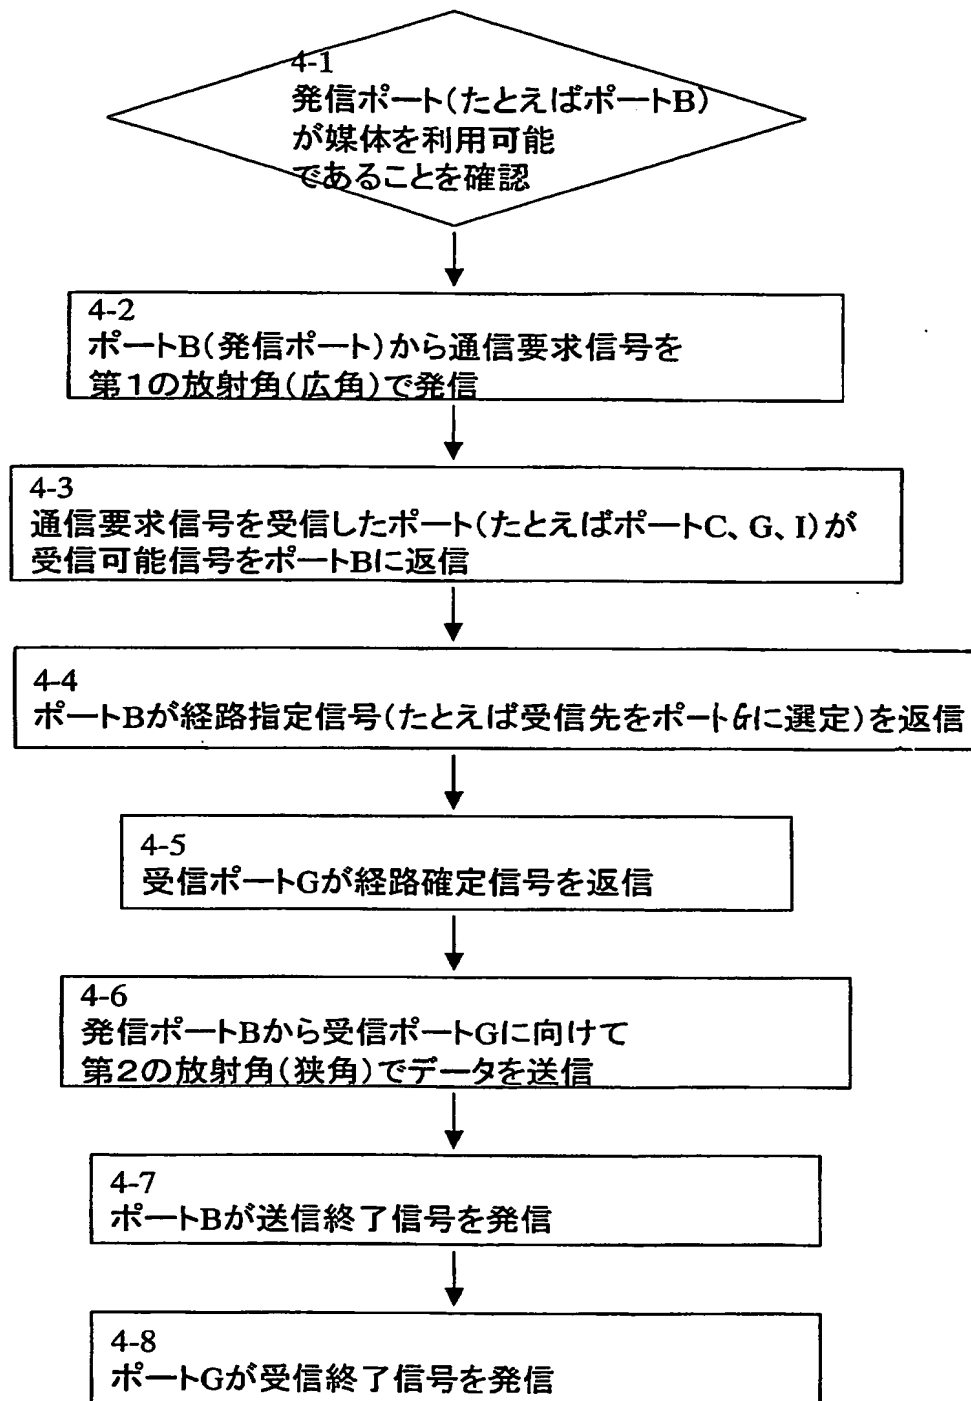 4-1
発信ポート(たとえばポートB)
が媒体を利用可能
であることを確認
4-2
ポートB(発信ポート)から通信要求信号を
第1の放射角(広角)で発信
4-3
通信要求信号を受信したポート(たとえばポートC、G、I)が
受信可能信号をポートBに返信
4-4
ポートBが経路指定信号(たとえば受信先をポートGに選定)を返信
4-5
受信ポートGが経路確定信号を返信
4-6
発信ポートBから受信ポートGに向けて
第2の放射角(狭角)でデータを送信
4-7
ポートBが送信終了信号を発信
4-8
ポートGが受信終了信号を発信